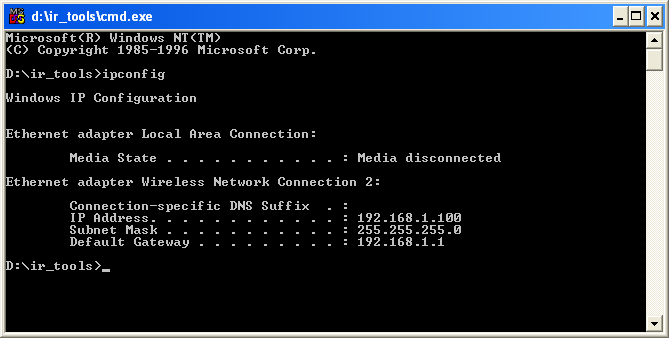 d:\ir_tools\cmd.exe
Microsoft(R) Windows NT(TM)
(C) Copyright 1985-1996 Microsoft Corp.
D:\ir_tools>ipconfig
Windows IP Configuration
Ethernet adapter Local Area Connection:
Media State . . . . . . . . . . . : Media disconnected
Ethernet adapter Wireless Network Connection 2:
Connection-specific DNS Suffix  . :
IP Address. . . . . . . . . . . . : 192.168.1.100
Subnet Mask . . . . . . . . . . . : 255.255.255.0
Default Gateway . . . . . . . . . : 192.168.1.1
D:\ir_tools>_